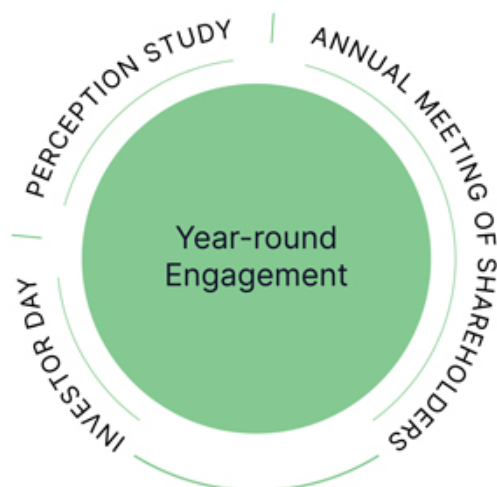 PERCEPTION STUDY
ANNUAL MEETING OF SHAREHOLDERS
INVESTOR DAY
Year-round
Engagement